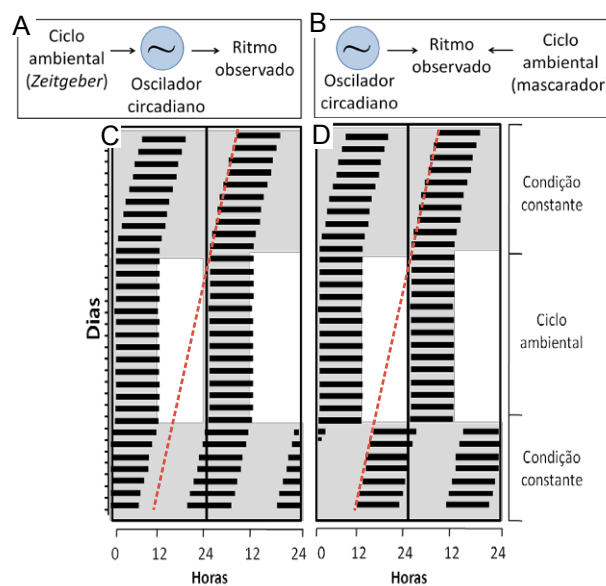 A
Ciclo
ambiental
(Zeitgeber)
Oscilador
circadiano
Ritmo
observado
B
Oscilador
circadiano
Ritmo
observado
Ciclo
ambiental
(mascarador)
C
D
Dias
Condição
constante
Ciclo
ambiental
Condição
constante
0 12 24 12 24
Horas
0 12 24 12 24
Horas